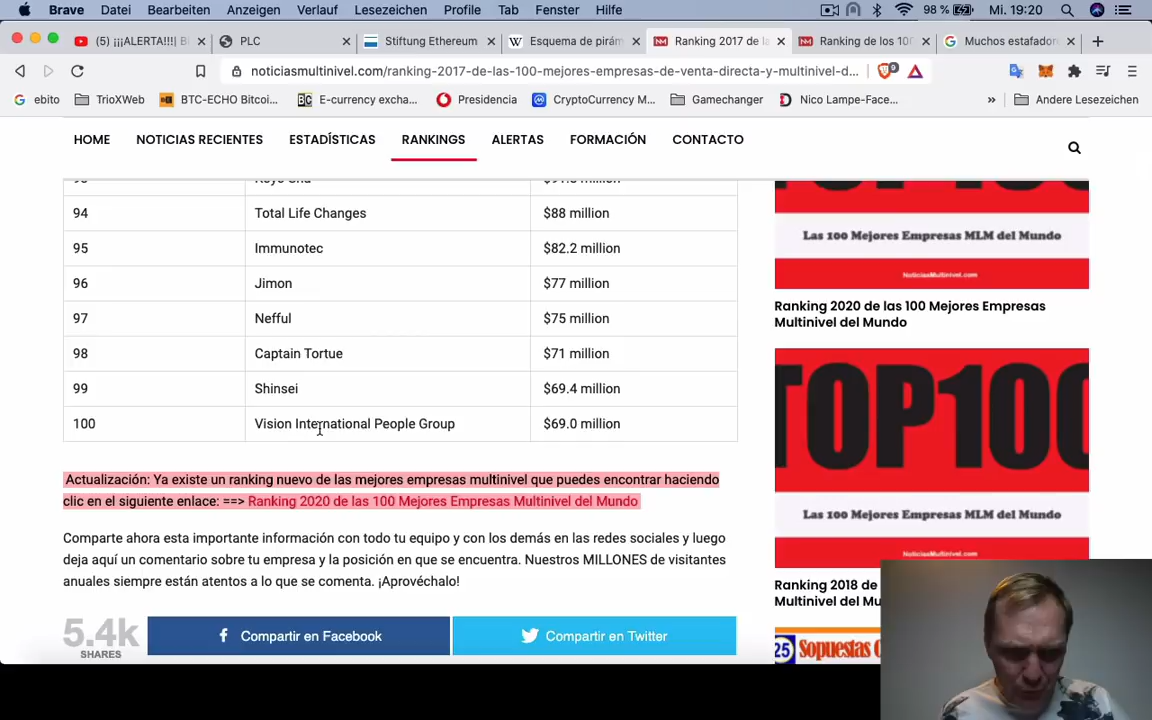 Brave Datei Bearbeiten Anzeigen Verlauf Lesezeichen Profile Tab Fenster Hilfe 98 % Mi. 19:20
(5) ¡¡¡ALERTA!!!| B PLC Stiftung Ethereum Esquema de pirám Ranking 2017 de la Ranking de los 10 Muchos estafador
noticiasmultinivel.com/ranking-2017-de-las-100-mejores-empresas-de-venta-directa-y-multinivel-d... 9
ebito TrioXWeb BTC-ECHO Bitcoi... E-currency excha... Presidencia CryptoCurrency M... Gamechanger Nico Lampe-Face... » Andere Lesezeichen
HOME NOTICIAS RECIENTES ESTADÍSTICAS RANKINGS ALERTAS FORMACIÓN CONTACTO
94 Total Life Changes $88 million
95 Immunotec $82.2 million
96 Jimon $77 million
97 Nefful $75 million
98 Captain Tortue $71 million
99 Shinsei $69.4 million
100 Vision International People Group $69.0 million
Actualización: Ya existe un ranking nuevo de las mejores empresas multinivel que puedes encontrar haciendo
clic en el siguiente enlace: ==> Ranking 2020 de las 100 Mejores Empresas Multinivel del Mundo
Comparte ahora esta importante información con todo tu equipo y con los demás en las redes sociales y luego
deja aquí un comentario sobre tu empresa y la posición en que se encuentra. Nuestros MILLONES de visitantes
anuales siempre están atentos a lo que se comenta. ¡Aprovéchalo!
5.4k
SHARES
Compartir en Facebook
Compartir en Twitter
TOP100
Las 100 Mejores Empresas MLM del Mundo
NoticiasMultinivel.com
Ranking 2020 de las 100 Mejores Empresas
Multinivel del Mundo
TOP100
Las 100 Mejores Empresas MLM del Mundo
NoticiasMultinivel.com
Ranking 2018 de
Multinivel del Mu
25 Sopuestas